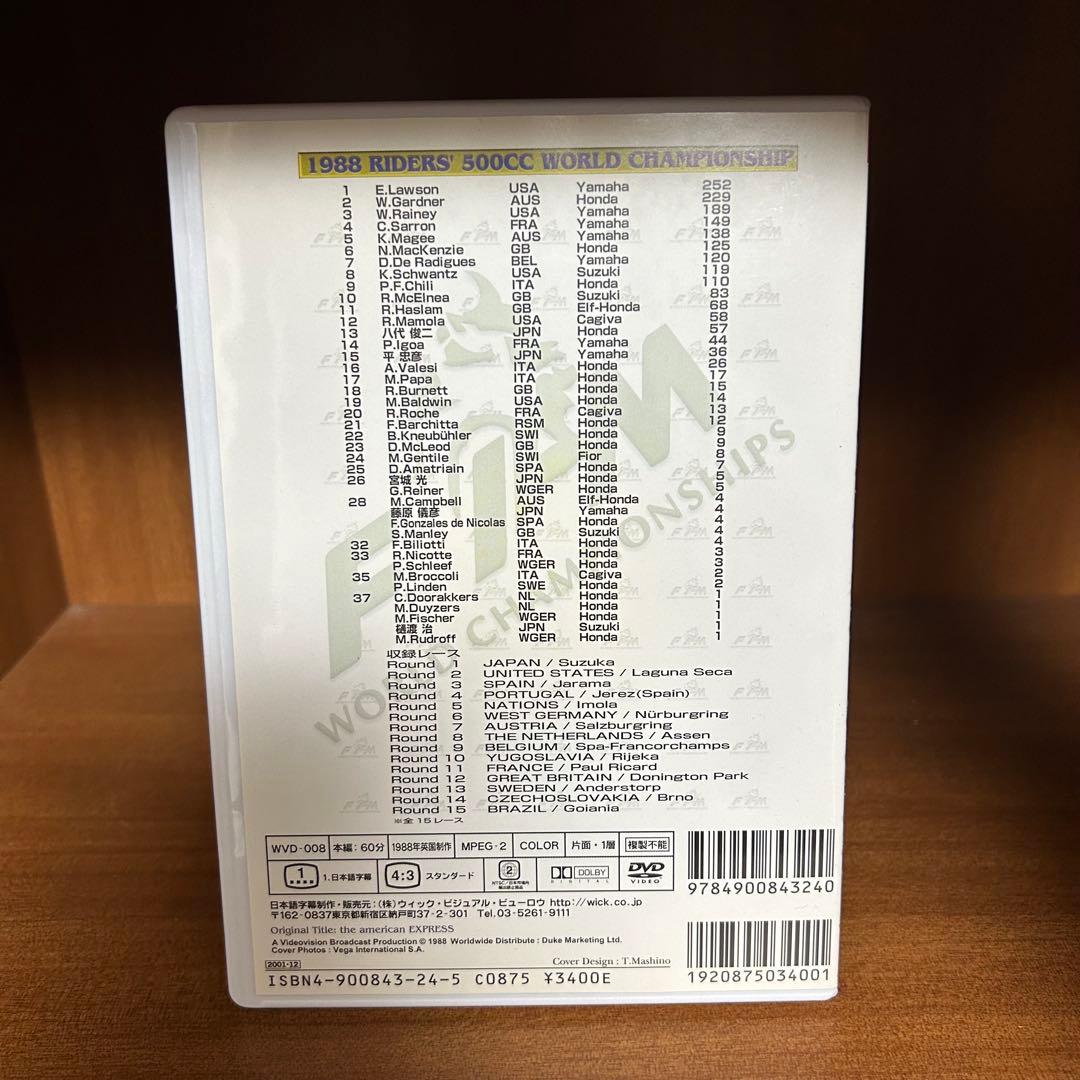 1988 RIDERS' 500CC WORLD CHAMPIONSHIP
1 E.Lawson USA Yamaha 252
2 W.Gardner AUS Honda 229
3 W.Rainey USA Yamaha 189
4 C.Sarron FRA Yamaha 149
5 K.Magee AUS Yamaha 138
6 N.MacKenzie GB Honda 125
7 D.De Radigues BEL Yamaha 120
8 K.Schwantz USA Suzuki 119
9 P.F.Chili ITA Honda 110
10 R.McElnea GB Suzuki 83
11 R.Haslam GB Elf-Honda 68
12 R.Mamola USA Cagiva 58
13 八代 俊二 JPN Honda 57
14 P.Igoa FRA Yamaha 44
15 平 忠彦 JPN Yamaha 36
16 A.Valesi ITA Honda 26
17 M.Papa ITA Honda 17
18 R.Burnett GB Honda 15
19 M.Baldwin USA Honda 14
20 R.Roche FRA Cagiva 13
21 F.Barchitta RSM Honda 12
22 B.Kneubühler SWI Honda 9
23 D.McLeod GB Honda 9
24 M.Gentile SWI Fior 8
25 D.Amatriain SPA Honda 7
26 宮城 光 JPN Honda 5
G.Reiner WGER Honda 5
28 M.Campbell AUS Elf-Honda 4
藤原 儀彦 JPN Yamaha 4
F.Gonzales de Nicolas SPA Honda 4
S.Manley GB Suzuki 4
32 F.Biliotti ITA Honda 4
33 R.Nicotte FRA Honda 3
P.Schleef WGER Honda 3
35 M.Broccoli ITA Cagiva 2
P.Linden SWE Honda 2
37 C.Doorakkers NL Honda 1
M.Duyzers NL Honda 1
M.Fischer WGER Honda 1
樋渡 治 JPN Suzuki 1
M.Rudroff WGER Honda 1
FIM
WORLD CHAMPIONSHIPS
収録レース
Round 1 JAPAN / Suzuka
Round 2 UNITED STATES / Laguna Seca
Round 3 SPAIN / Jarama
Round 4 PORTUGAL / Jerez(Spain)
Round 5 NATIONS / Imola
Round 6 WEST GERMANY / Nürburgring
Round 7 AUSTRIA / Salzburgring
Round 8 THE NETHERLANDS / Assen
Round 9 BELGIUM / Spa-Francorchamps
Round 10 YUGOSLAVIA / Rijeka
Round 11 FRANCE / Paul Ricard
Round 12 GREAT BRITAIN / Donington Park
Round 13 SWEDEN / Anderstorp
Round 14 CZECHOSLOVAKIA / Brno
Round 15 BRAZIL / Goiania
※全15レース
WVD-008 本編：60分 1988年英国制作 MPEG-2 COLOR 片面・1層 複製不能
1 1.日本語字幕 4:3 スタンダード 2 DOLBY DIGITAL DVD VIDEO
9784900843240
日本語字幕制作・販売元：(株)ウィック・ビジュアル・ビューロウ http://wick.co.jp
〒162-0837東京都新宿区納戸町37-2-301 Tel.03-5261-9111
Original Title: the american EXPRESS
A Videovision Broadcast Production © 1988 Worldwide Distribute : Duke Marketing Ltd.
Cover Photos : Vega International S.A.
Cover Design : T.Mashino
2001-12
ISBN4-900843-24-5 C0875 ¥3400E
1920875034001